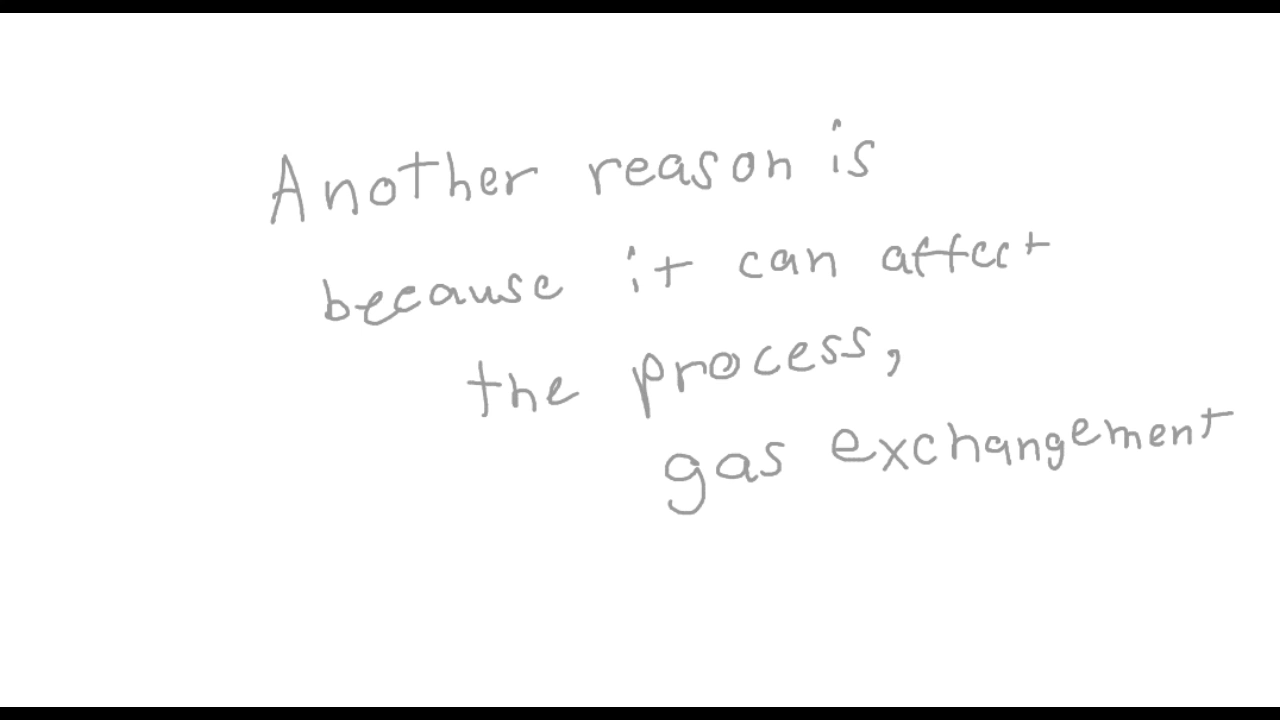 Another reason is
because it can affect
the process,
gas exchangement